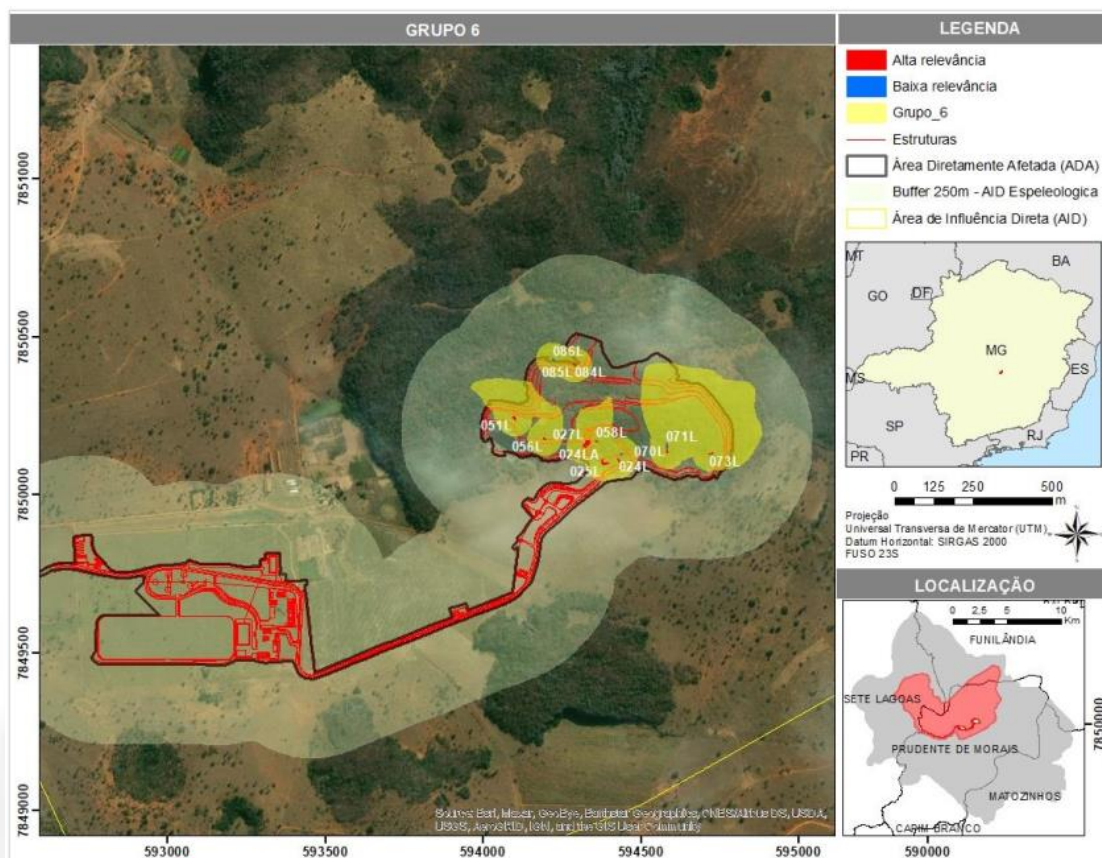 GRUPO 6
7851000
7850500
7850000
7849500
7849000
086L
085L 084L
051L
027L
058L
056L
071L
024LA
070L
025L
024L
073L
593000
593500
594000
594500
595000
LEGENDA
Alta relevância
Baixa relevância
Grupo_6
Estruturas
Área Diretamente Afetada (ADA)
Buffer 250m - AID Espeleologica
Área de Influência Direta (AID)
MT
BA
GO
DF
MG
MS
ES
SP
RJ
PR
0 125 250 500
m
Projeção
Universal Transversa de Mercator (UTM)
Datum Horizontal: SIRGAS 2000
FUSO 23S
LOCALIZAÇÃO
0 2,5 5 10
Km
FUNILÂNDIA
SETE LAGOAS
PRUDENTE DE MORAIS
MATOZINHOS
CAPIM BRANCO
7850000
590000